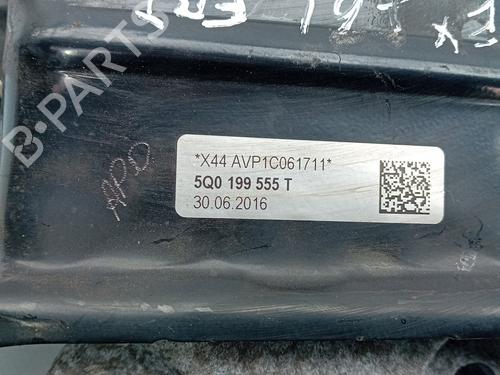 B-PARTS
*X44 AVP1C061711*
5Q0 199 555 T
30.06.2016